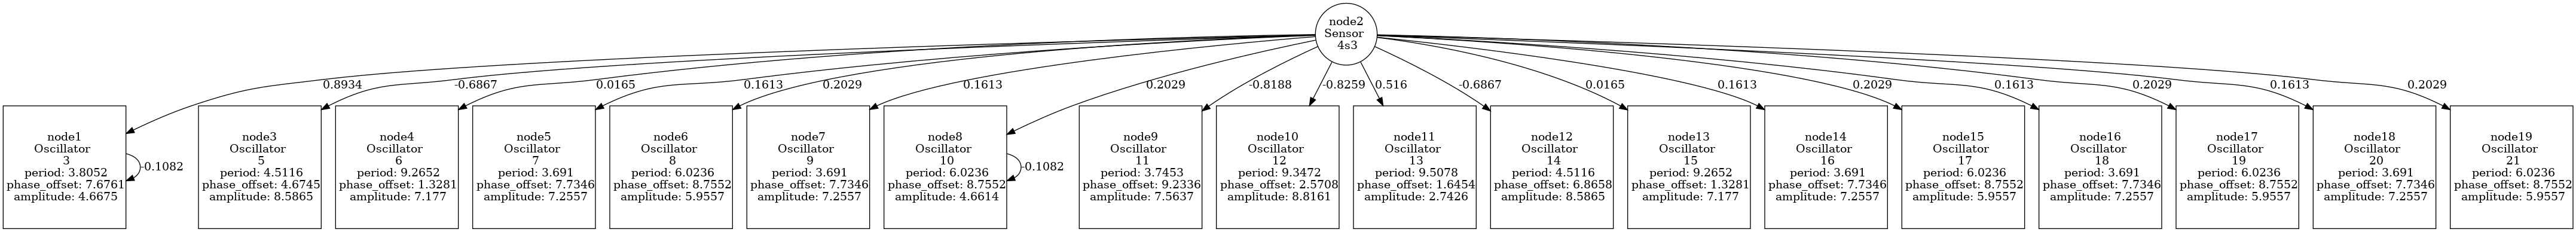 node2
Sensor
4s3
0.8934
-0.6867
0.0165
0.1613
0.2029
0.1613
0.2029
-0.8188
-0.8259
0.516
-0.6867
0.0165
0.1613
0.2029
0.1613
0.2029
0.1613
0.2029
node1
Oscillator
3
period: 3.8052
phase_offset: 7.6761
amplitude: 4.6675
-0.1082
node3
Oscillator
5
period: 4.5116
phase_offset: 4.6745
amplitude: 8.5865
node4
Oscillator
6
period: 9.2652
phase_offset: 1.3281
amplitude: 7.177
node5
Oscillator
7
period: 3.691
phase_offset: 7.7346
amplitude: 7.2557
node6
Oscillator
8
period: 6.0236
phase_offset: 8.7552
amplitude: 5.9557
node7
Oscillator
9
period: 3.691
phase_offset: 7.7346
amplitude: 7.2557
node8
Oscillator
10
period: 6.0236
phase_offset: 8.7552
amplitude: 4.6614
-0.1082
node9
Oscillator
11
period: 3.7453
phase_offset: 9.2336
amplitude: 7.5637
node10
Oscillator
12
period: 9.3472
phase_offset: 2.5708
amplitude: 8.8161
node11
Oscillator
13
period: 9.5078
phase_offset: 1.6454
amplitude: 2.7426
node12
Oscillator
14
period: 4.5116
phase_offset: 6.8658
amplitude: 8.5865
node13
Oscillator
15
period: 9.2652
phase_offset: 1.3281
amplitude: 7.177
node14
Oscillator
16
period: 3.691
phase_offset: 7.7346
amplitude: 7.2557
node15
Oscillator
17
period: 6.0236
phase_offset: 8.7552
amplitude: 5.9557
node16
Oscillator
18
period: 3.691
phase_offset: 7.7346
amplitude: 7.2557
node17
Oscillator
19
period: 6.0236
phase_offset: 8.7552
amplitude: 5.9557
node18
Oscillator
20
period: 3.691
phase_offset: 7.7346
amplitude: 7.2557
node19
Oscillator
21
period: 6.0236
phase_offset: 8.7552
amplitude: 5.9557